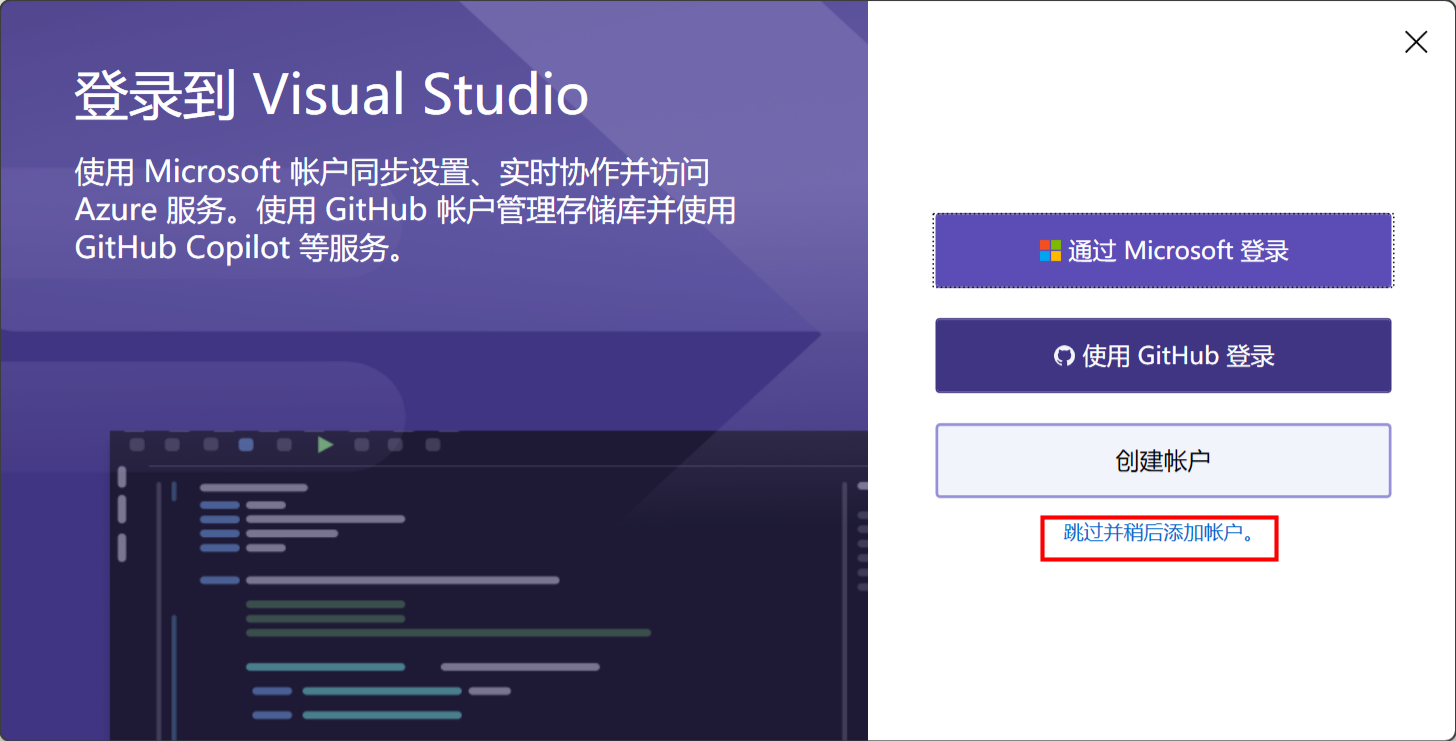 登录到 Visual Studio
使用 Microsoft 帐户同步设置、实时协作并访问
Azure 服务。使用 GitHub 帐户管理存储库并使用
GitHub Copilot 等服务。
通过 Microsoft 登录
使用 GitHub 登录
创建帐户
跳过并稍后添加帐户。